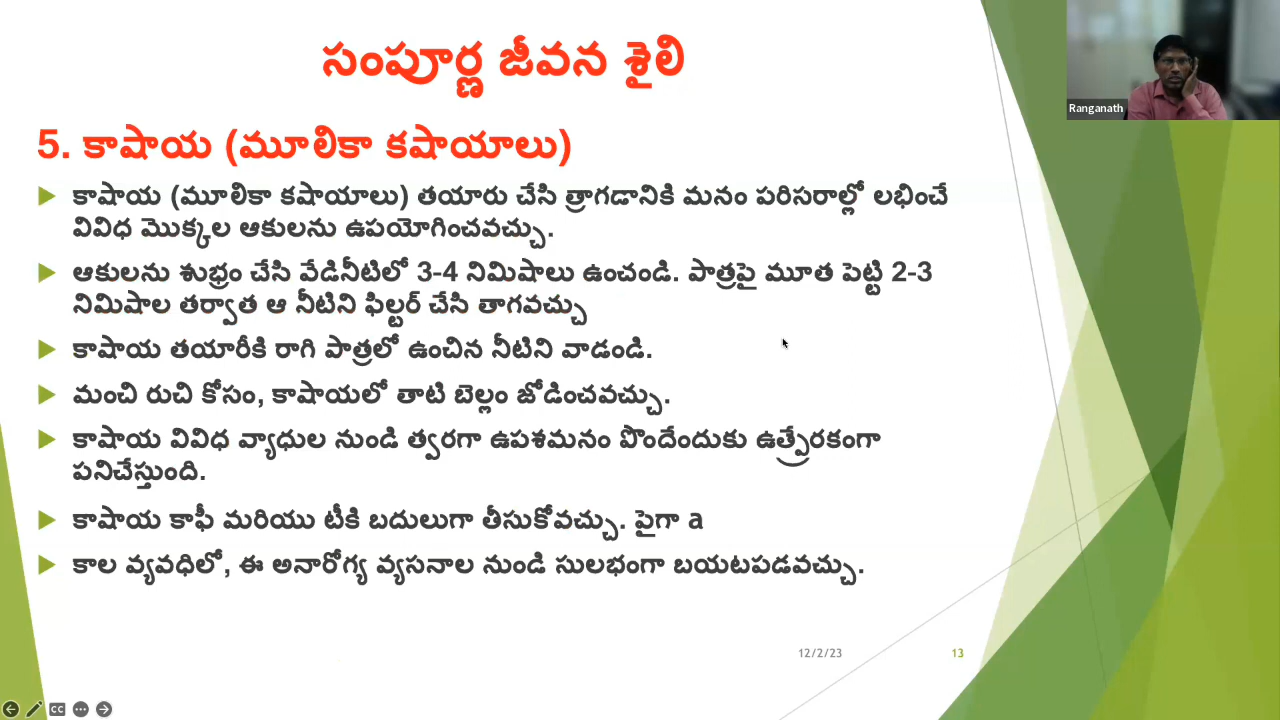 సంపూర్ణ జీవన శైలి
Ranganath
5. కాషాయ (మూలికా కషాయాలు)
కాషాయ (మూలికా కషాయాలు) తయారు చేసి త్రాగడానికి మనం పరిసరాల్లో లభించే
వివిధ మొక్కల ఆకులను ఉపయోగించవచ్చు.
ఆకులను శుభ్రం చేసి వేడినీటిలో 3-4 నిమిషాలు ఉంచండి. పాత్రపై మూత పెట్టి 2-3
నిమిషాల తర్వాత ఆ నీటిని ఫిల్టర్ చేసి తాగవచ్చు
కాషాయ తయారీకి రాగి పాత్రలో ఉంచిన నీటిని వాడండి.
మంచి రుచి కోసం, కాషాయలో తాటి బెల్లం జోడించవచ్చు.
కాషాయ వివిధ వ్యాధుల నుండి త్వరగా ఉపశమనం పొందేందుకు ఉత్ప్రేరకంగా
పనిచేస్తుంది.
కాషాయ కాఫీ మరియు టీకి బదులుగా తీసుకోవచ్చు. పైగా a
కాల వ్యవధిలో, ఈ అనారోగ్య వ్యసనాల నుండి సులభంగా బయటపడవచ్చు.
12/2/23
13
CC